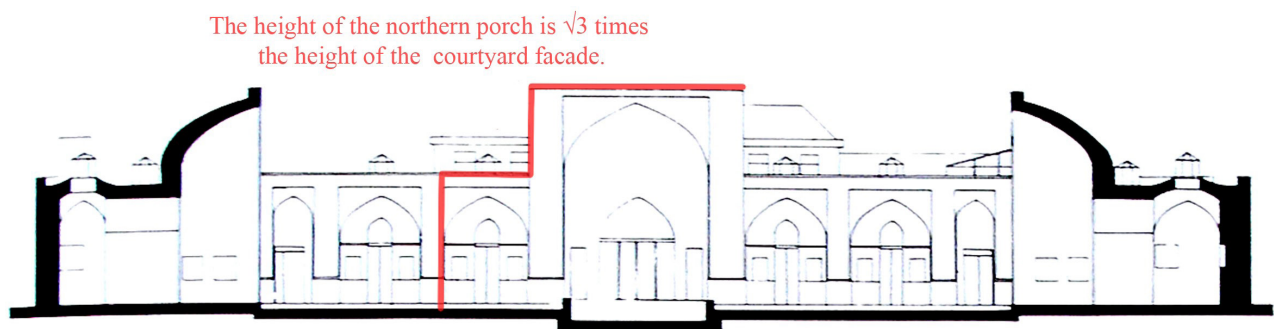 The height of the northern porch is √3 times
the height of the courtyard facade.